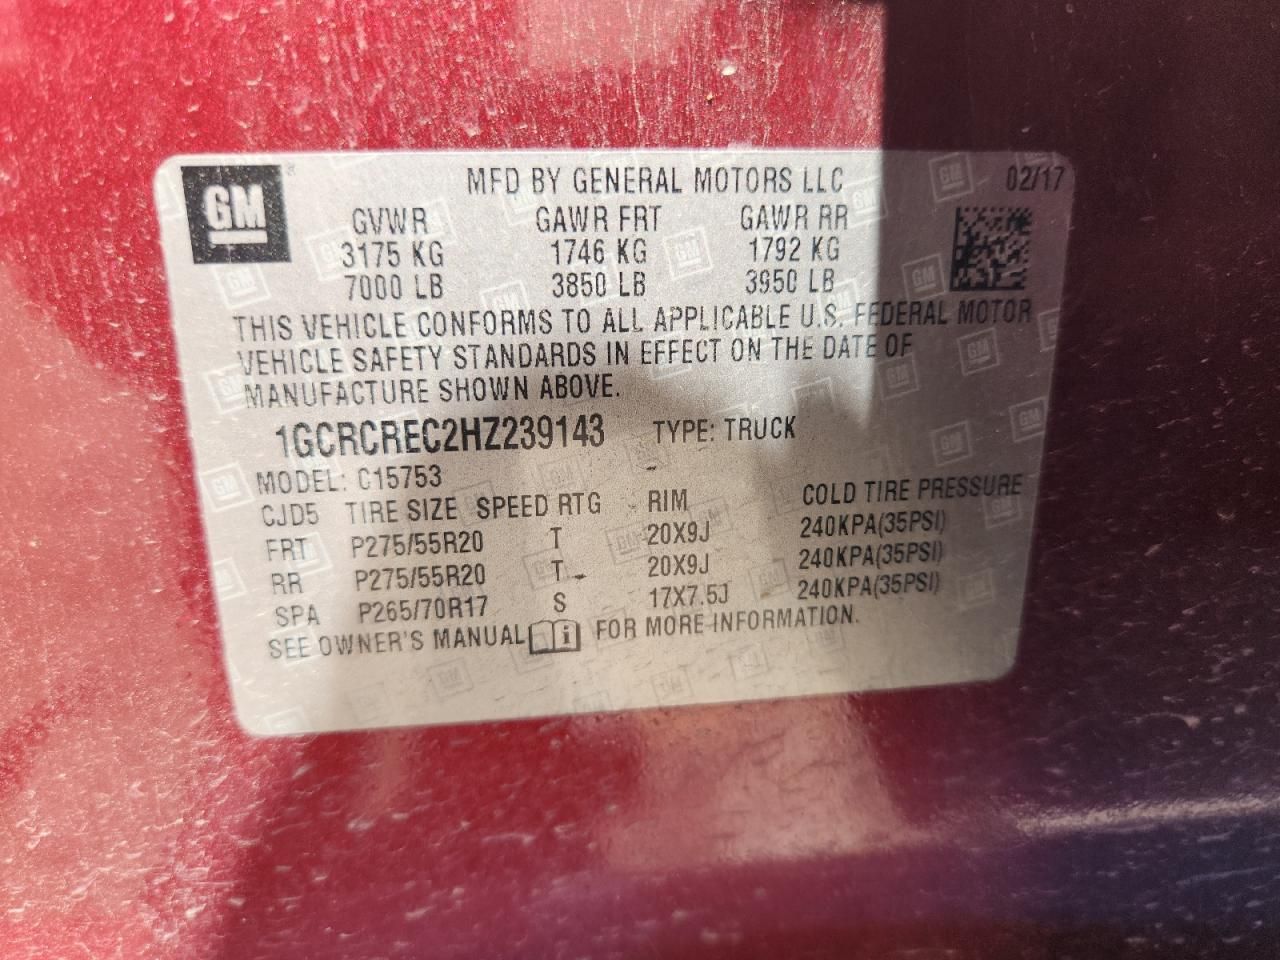 GM
MFD BY GENERAL MOTORS LLC 02/17
GVWR GAWR FRT GAWR RR
3175 KG 1746 KG 1792 KG
7000 LB 3850 LB 3950 LB
THIS VEHICLE CONFORMS TO ALL APPLICABLE U.S. FEDERAL MOTOR
VEHICLE SAFETY STANDARDS IN EFFECT ON THE DATE OF
MANUFACTURE SHOWN ABOVE.
1GCRCREC2HZ239143 TYPE: TRUCK
MODEL: C15753
CJD5 TIRE SIZE SPEED RTG RIM COLD TIRE PRESSURE
FRT P275/55R20 T 20X9J 240KPA(35PSI)
RR P275/55R20 T 20X9J 240KPA(35PSI)
SPA P265/70R17 S 17X7.5J 240KPA(35PSI)
SEE OWNER'S MANUAL FOR MORE INFORMATION.